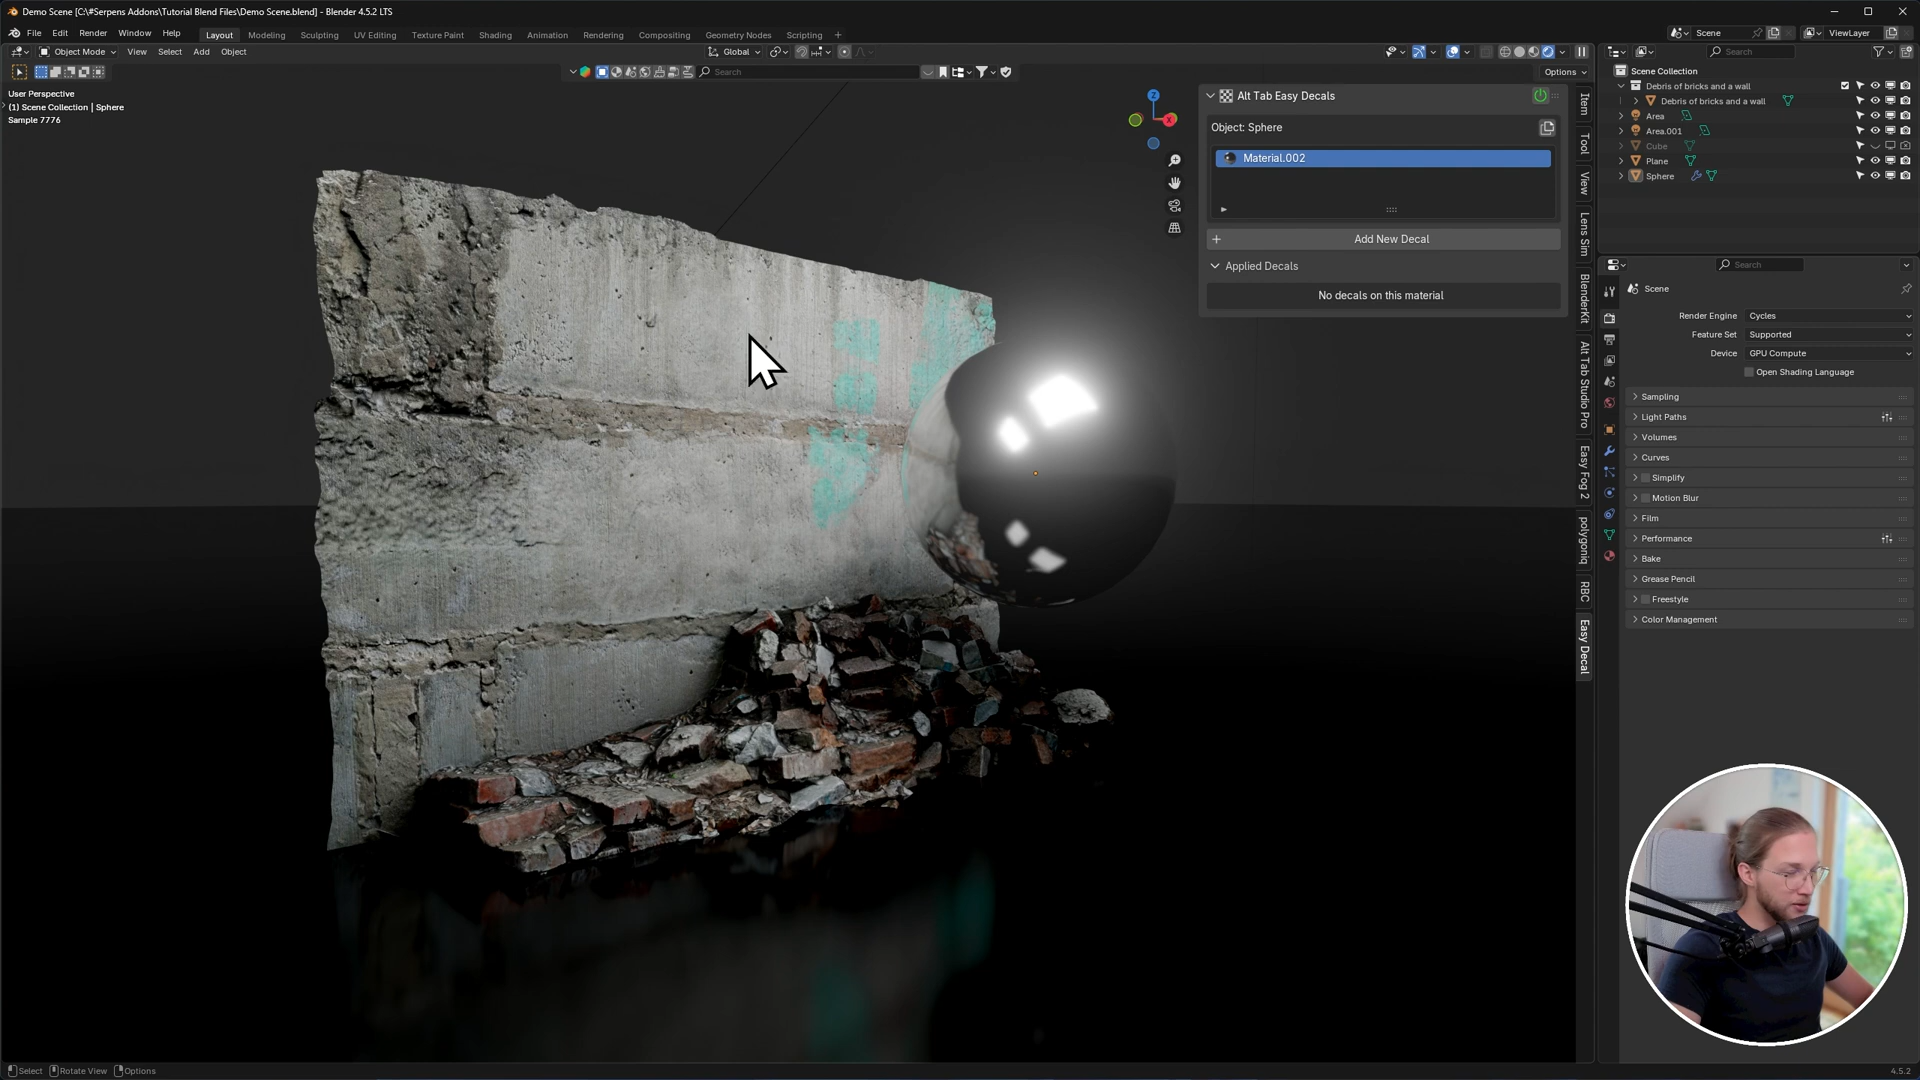 Demo Scene [C:\#Serpens Addons\Tutorial Blend Files\Demo Scene.blend] - Blender 4.5.2 LTS
File Edit Render Window Help Layout Modeling Sculpting UV Editing Texture Paint Shading Animation Rendering Compositing Geometry Nodes Scripting +
Scene ViewLayer
Object Mode View Select Add Object Global
Search
Search
Options
User Perspective
(1) Scene Collection | Sphere
Sample 7776
Z
X
Alt Tab Easy Decals
Object: Sphere
Material.002
Add New Decal
Applied Decals
No decals on this material
Item
Tool
View
Lens Sim
BlenderKit
Alt Tab Studio Pro
Easy Fog 2
polygoniq
RBC
Easy Decal
Scene Collection
Debris of bricks and a wall
Debris of bricks and a wall
Area
Area.001
Cube
Plane
Sphere
Search
Scene
Render Engine Cycles
Feature Set Supported
Device GPU Compute
Open Shading Language
Sampling
Light Paths
Volumes
Curves
Simplify
Motion Blur
Film
Performance
Bake
Grease Pencil
Freestyle
Color Management
Select Rotate View Options
4.5.2